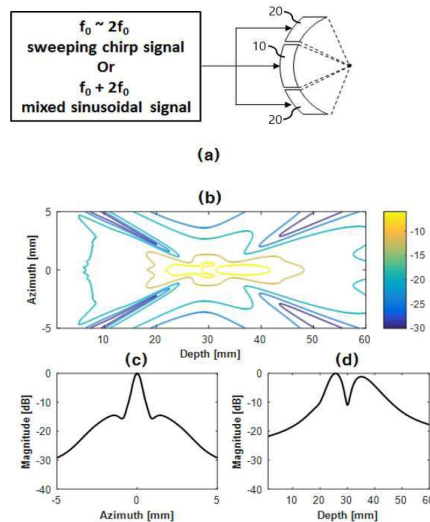 f₀ ~ 2f₀
sweeping chirp signal
Or
f₀ + 2f₀
mixed sinusoidal signal
20
10
20
(a)
(b)
5
0
-5
Azimuth [mm]
10
20
30
40
50
60
Depth [mm]
-10
-15
-20
-25
-30
(c)
0
-10
-20
-30
-40
Magnitude [dB]
-5
0
5
Azimuth [mm]
(d)
0
-10
-20
-30
-40
Magnitude [dB]
10
20
30
40
50
60
Depth [mm]